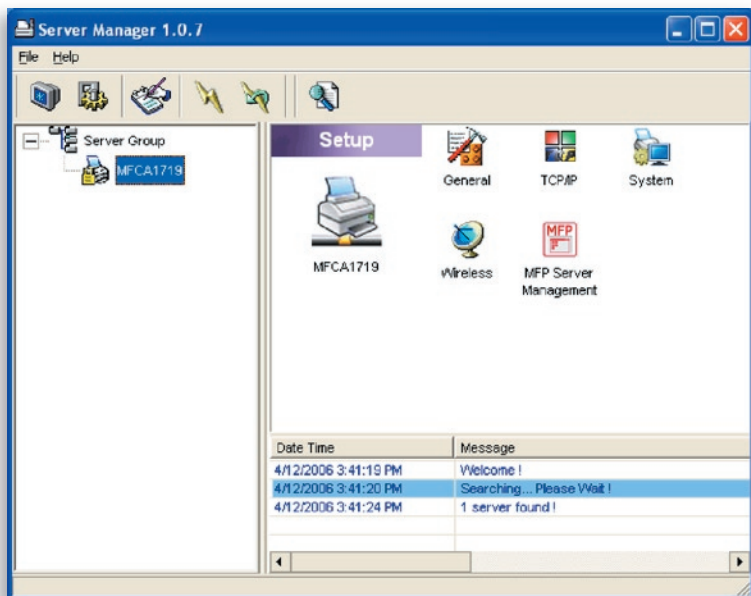 Server Manager 1.0.7
File Help
Server Group
MFCA1719
Setup
MFCA1719
General
TCP/IP
System
Wireless
MFP
MFP Server
Management
Date Time Message
4/12/2006 3:41:19 PM Welcome !
4/12/2006 3:41:20 PM Searching... Please Wait !
4/12/2006 3:41:24 PM 1 server found !